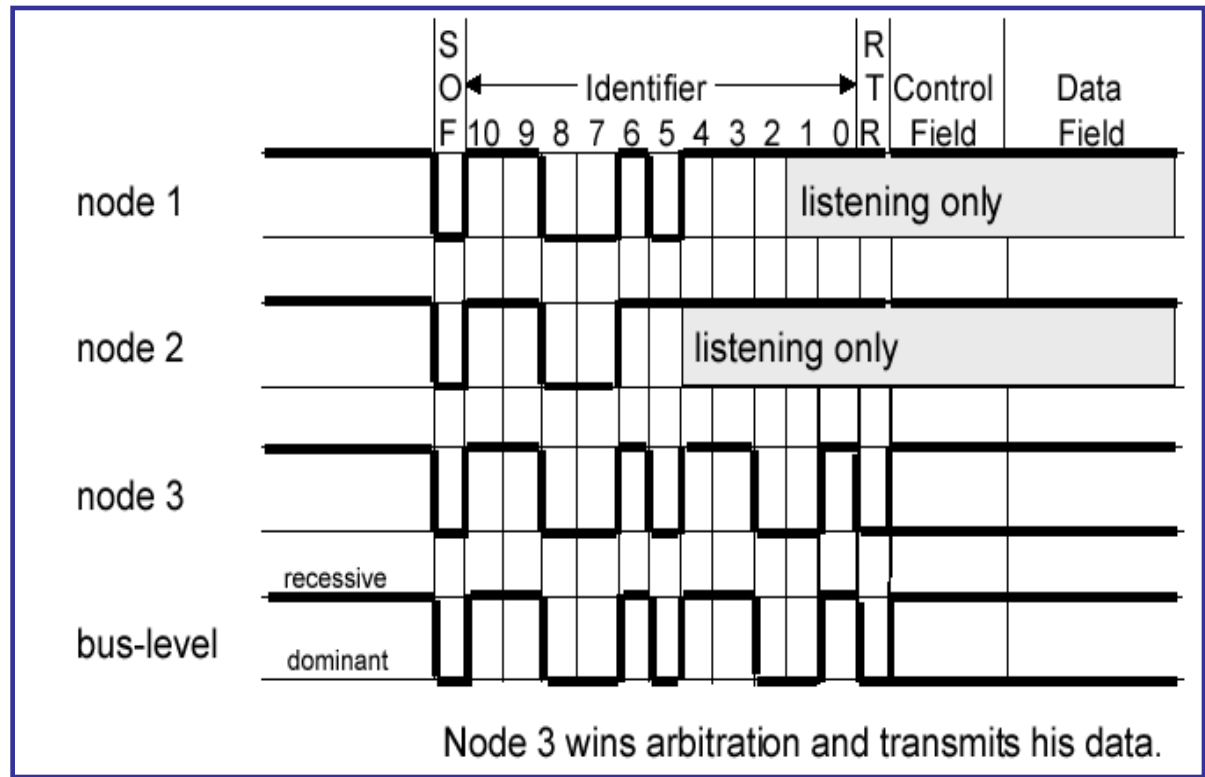 S
O
F
Identifier
10 9 8 7 6 5 4 3 2 1 0
R
T
R
Control
Field
Data
Field
node 1
listening only
node 2
listening only
node 3
recessive
bus-level
dominant
Node 3 wins arbitration and transmits his data.